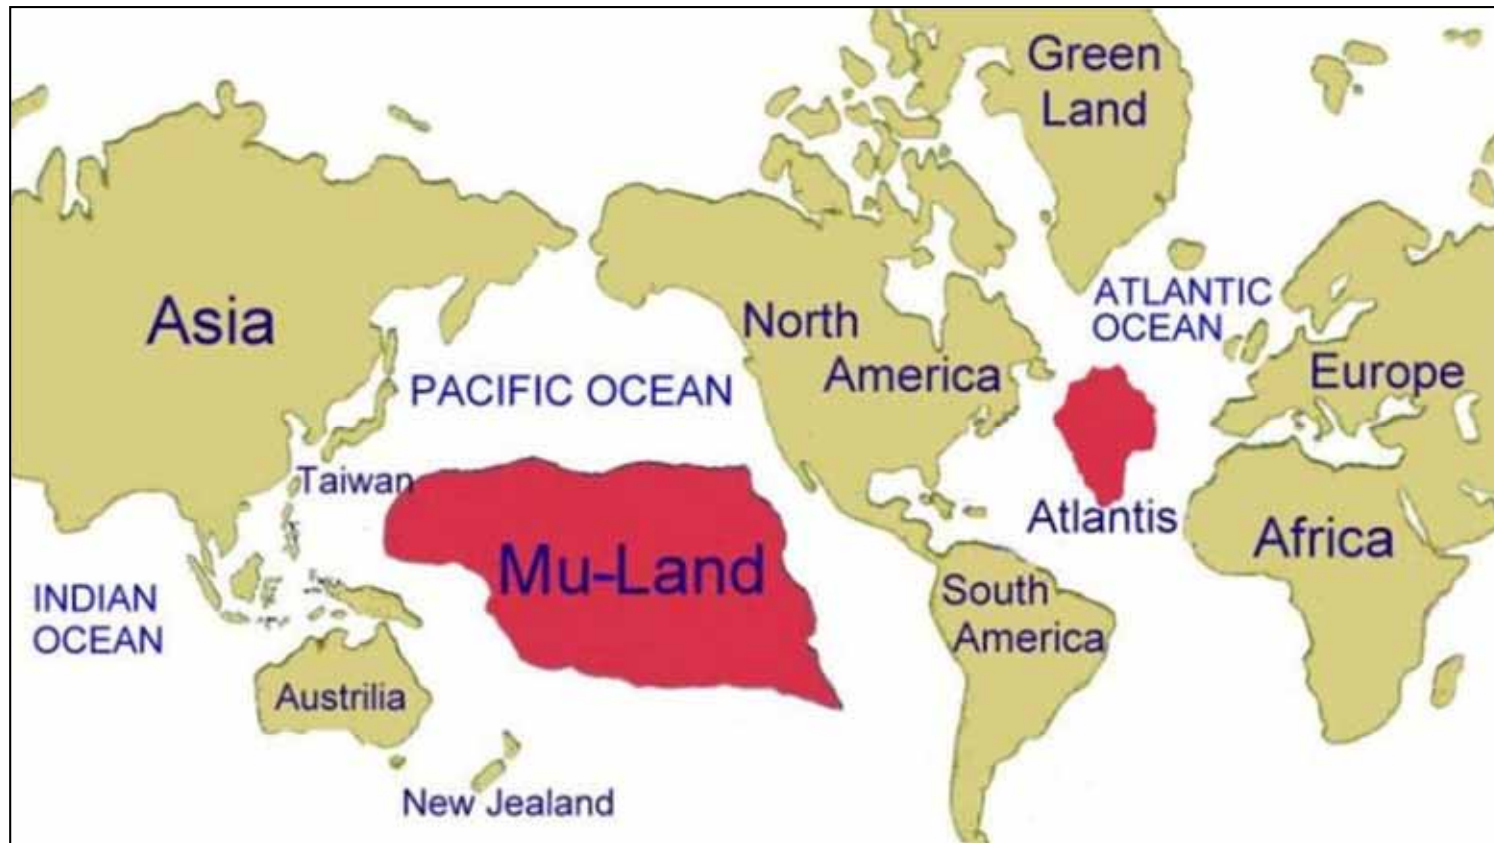 Green
Land
Asia
North
America
ATLANTIC
OCEAN
Europe
PACIFIC OCEAN
Taiwan
Mu-Land
Atlantis
Africa
INDIAN
OCEAN
South
America
Austrilia
New Jealand